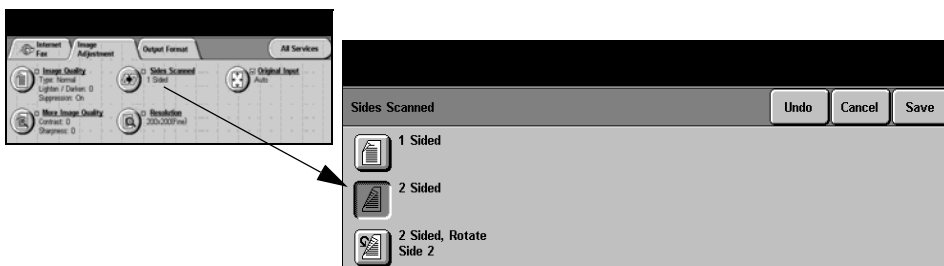 Internet
Fax
Image
Adjustment
Output Format
All Services
Image Quality
Type: Normal
Lighten / Darken: 0
Suppression: On
Sides Scanned
1 Sided
Original Input
Auto
More Image Quality
Contrast: 0
Sharpness: 0
Resolution
200x200(Fine)
Sides Scanned
Undo
Cancel
Save
1 Sided
2 Sided
2 Sided, Rotate
Side 2